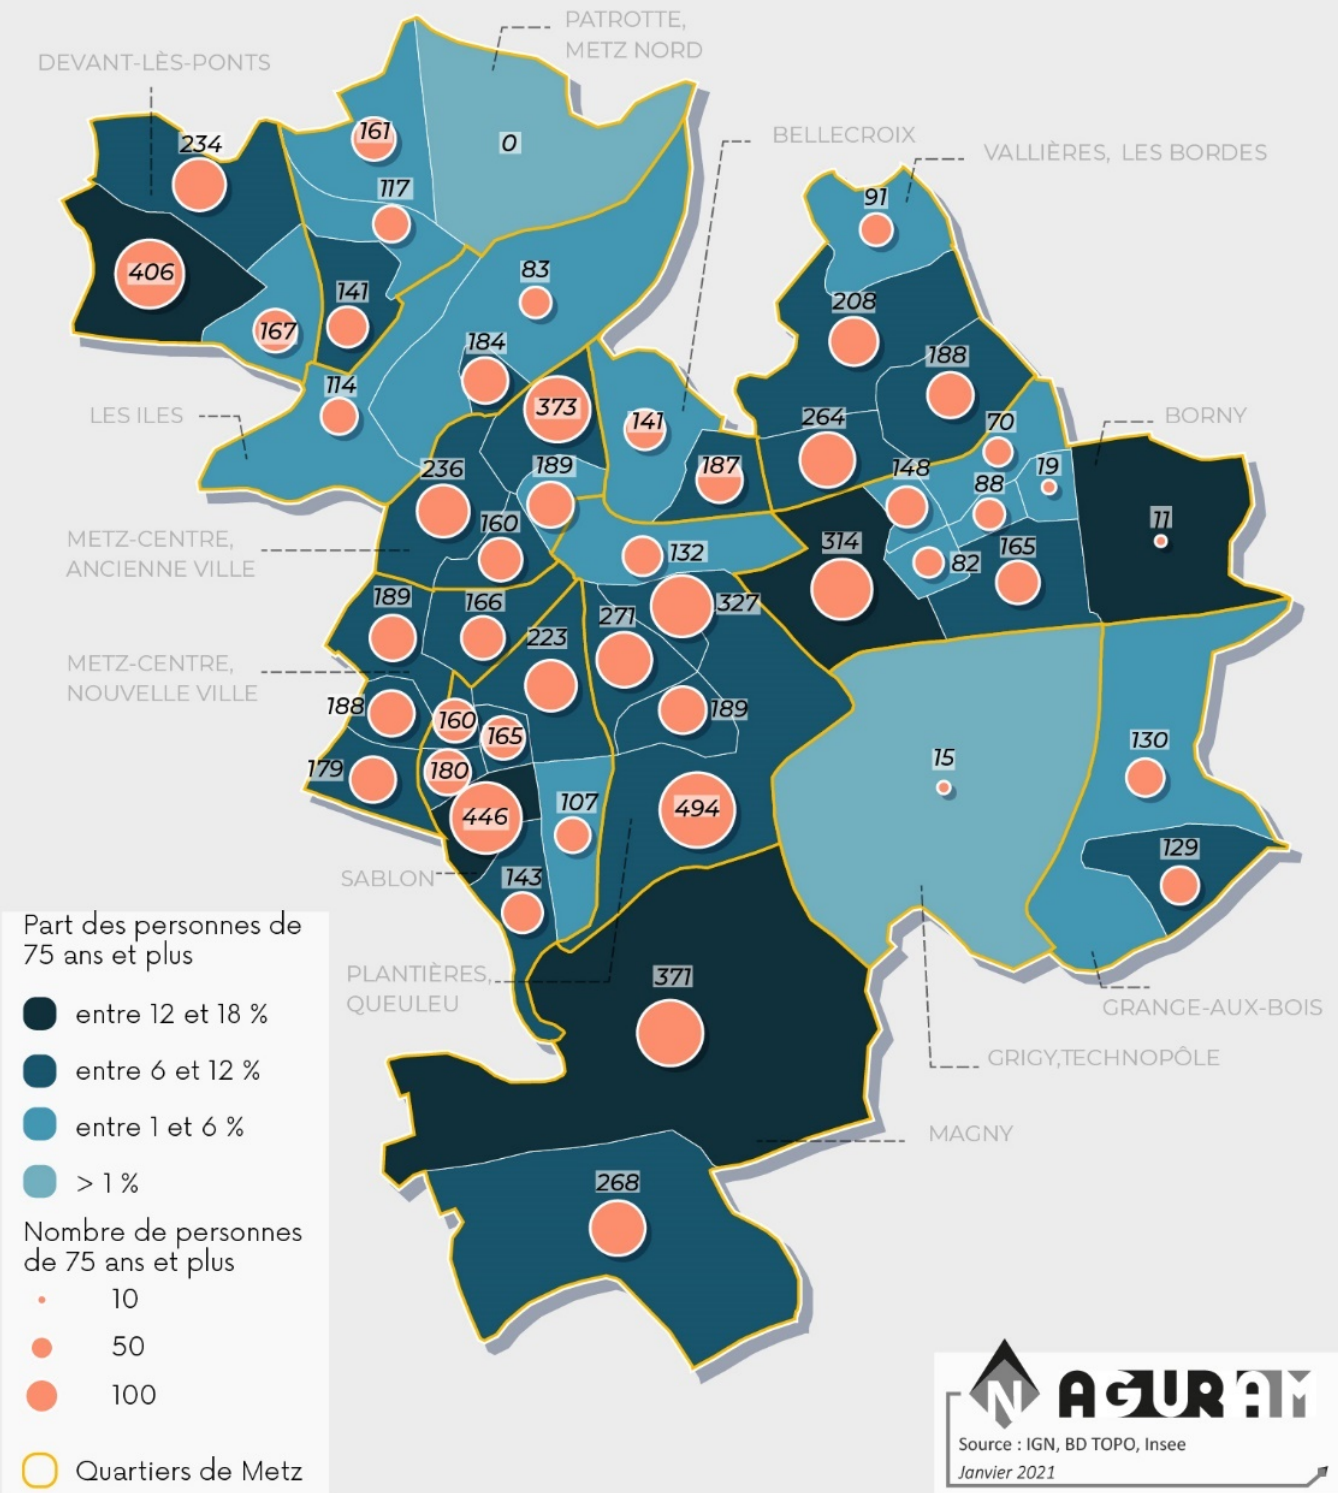 PATROTTE,
METZ NORD
DEVANT-LÈS-PONTS
BELLECROIX
VALLIÈRES, LES BORDES
161
234
0
117
91
406
83
141
208
167
184
188
114
373
LES ILES
141
264
70
BORNY
236
189
187
148
88
19
160
132
314
82
165
11
METZ-CENTRE,
ANCIENNE VILLE
189
166
223
271
327
METZ-CENTRE,
NOUVELLE VILLE
188
160
165
189
179
180
15
130
446
107
494
129
SABLON
143
Part des personnes de
75 ans et plus
entre 12 et 18 %
entre 6 et 12 %
entre 1 et 6 %
> 1 %
PLANTIÈRES,
QUEULEU
371
GRANGE-AUX-BOIS
GRIGY,TECHNOPÔLE
MAGNY
268
Nombre de personnes
de 75 ans et plus
10
50
100
Quartiers de Metz
N AGURAM
Source : IGN, BD TOPO, Insee
Janvier 2021